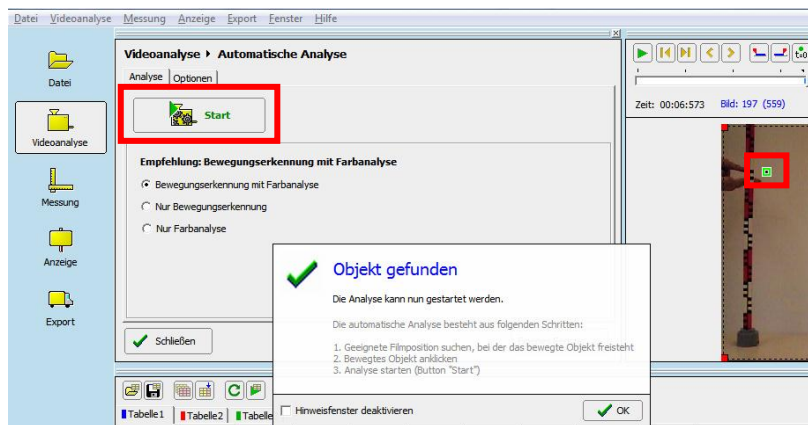 Datei Videoanalyse Messung Anzeige Export Fenster Hilfe
Datei
Videoanalyse
Messung
Anzeige
Export
Videoanalyse Automatische Analyse
Analyse Optionen
Start
Empfehlung: Bewegungserkennung mit Farbanalyse
Bewegungserkennung mit Farbanalyse
Nur Bewegungserkennung
Nur Farbanalyse
Schließen
Objekt gefunden
Die Analyse kann nun gestartet werden.
Die automatische Analyse besteht aus folgenden Schritten:
1. Geeignete Filmposition suchen, bei der das bewegte Objekt freisteht
2. Bewegtes Objekt anklicken
3. Analyse starten (Button "Start")
Hinweisfenster deaktivieren
OK
Tabelle1 Tabelle2 Tabelle
t=0
Zeit: 00:06:573 Bild: 197 (559)